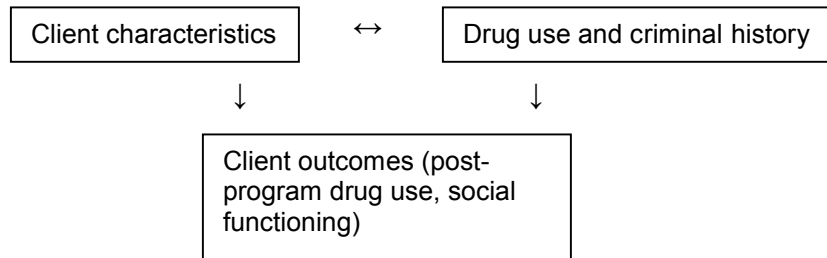 Client characteristics
↔
Drug use and criminal history
↓
↓
Client outcomes (post-
program drug use, social
functioning)